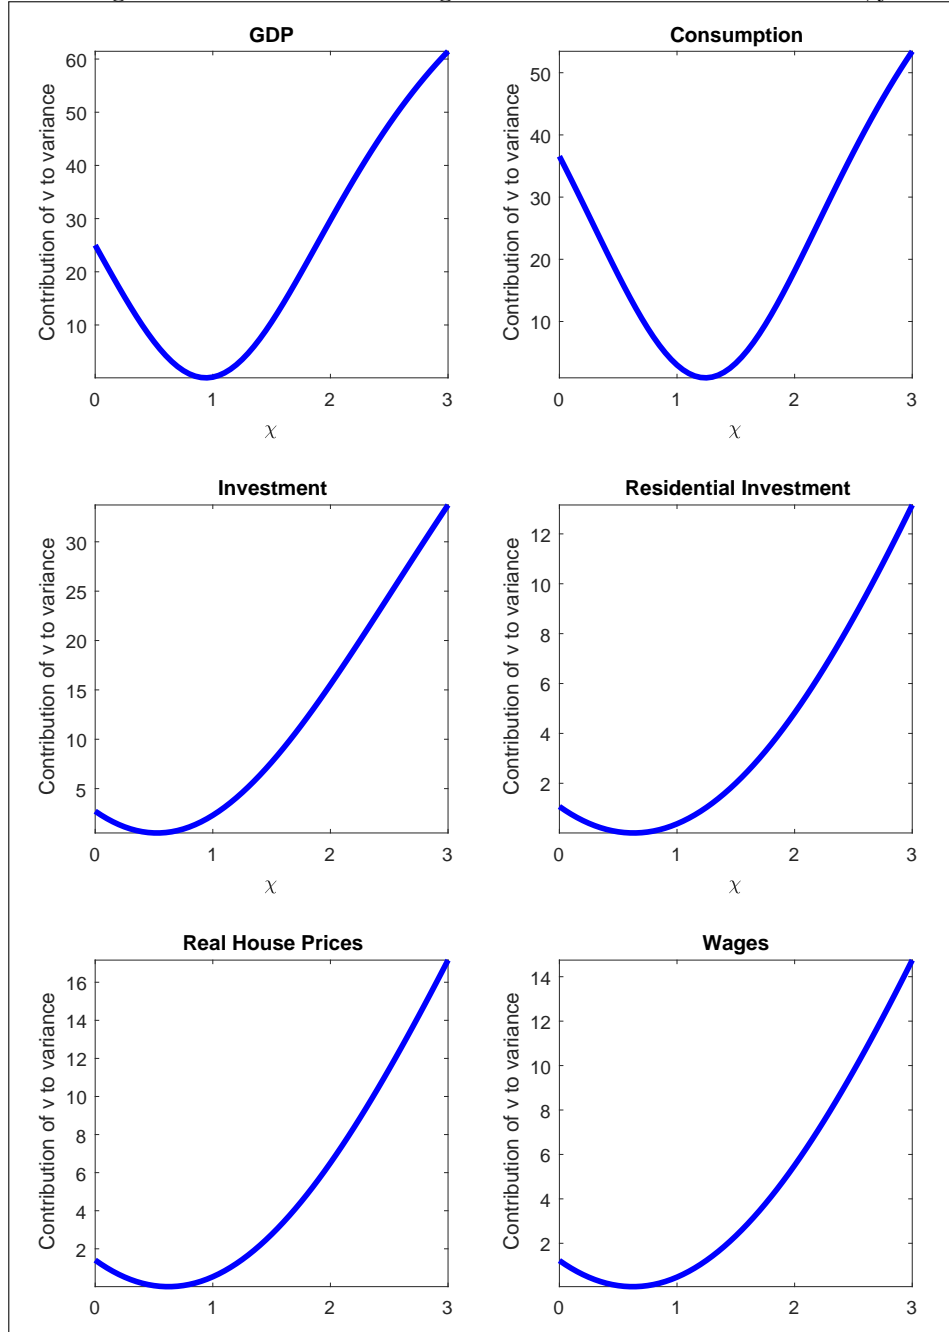 GDP
Contribution of v to variance
60
50
40
30
20
10
0 1 2 3
χ
Consumption
Contribution of v to variance
50
40
30
20
10
0 1 2 3
χ
Investment
Contribution of v to variance
30
25
20
15
10
5
0 1 2 3
χ
Residential Investment
Contribution of v to variance
12
10
8
6
4
2
0 1 2 3
χ
Real House Prices
Contribution of v to variance
16
14
12
10
8
6
4
2
0 1 2 3
Wages
Contribution of v to variance
14
12
10
8
6
4
2
0 1 2 3